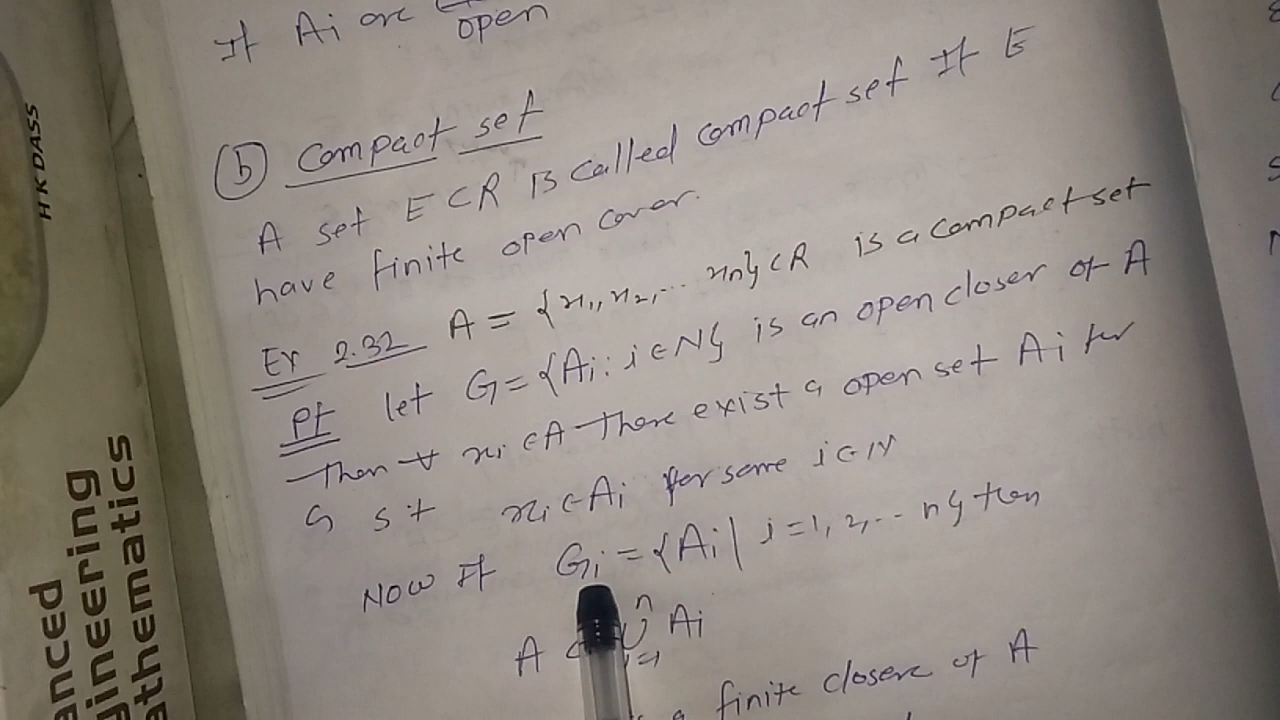 If Ai are
open
(b) Compact set
A set E ⊂ R is called compact set If E
have finite open cover.
Ex 2.32 A = {x1, x2, ... xn} ⊂ R is a compact set
Pf let G = {Ai : i ∈ N} is an open closer of A
Then ∀ xi ∈ A There exist a open set Ai for
G s.t xi ∈ Ai for some i ∈ N
Now If Gi = {Ai | i = 1, 2, ... n} then
A ⊂ n ∪ i=1 Ai
a finite closere of A
H K DASS
anced
gineering
athematics